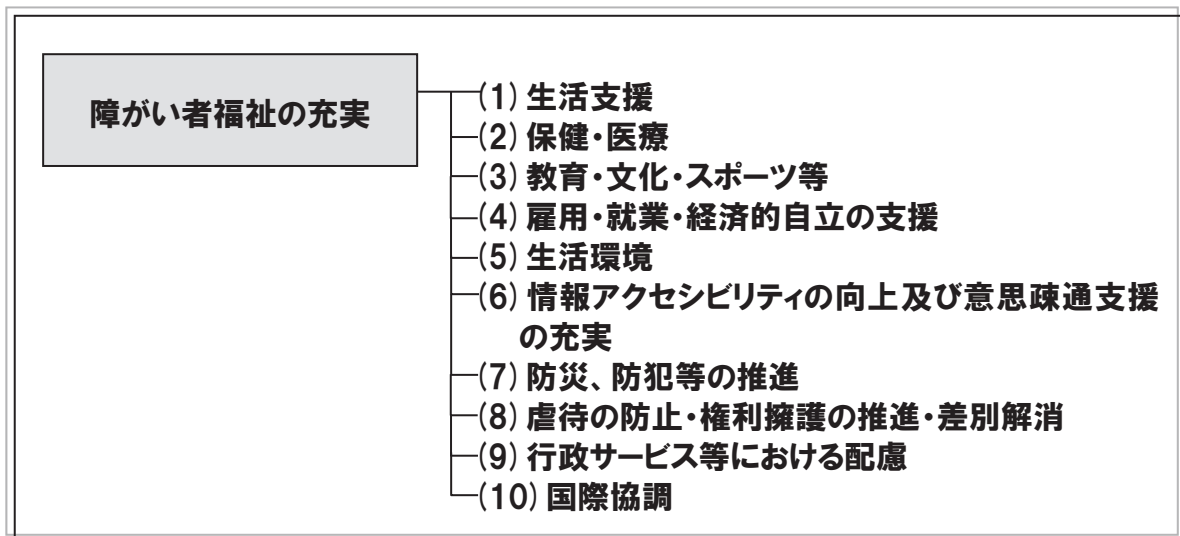 障がい者福祉の充実
(1) 生活支援
(2) 保健・医療
(3) 教育・文化・スポーツ等
(4) 雇用・就業・経済的自立の支援
(5) 生活環境
(6) 情報アクセシビリティの向上及び意思疎通支援
の充実
(7) 防災、防犯等の推進
(8) 虐待の防止・権利擁護の推進・差別解消
(9) 行政サービス等における配慮
(10) 国際協調